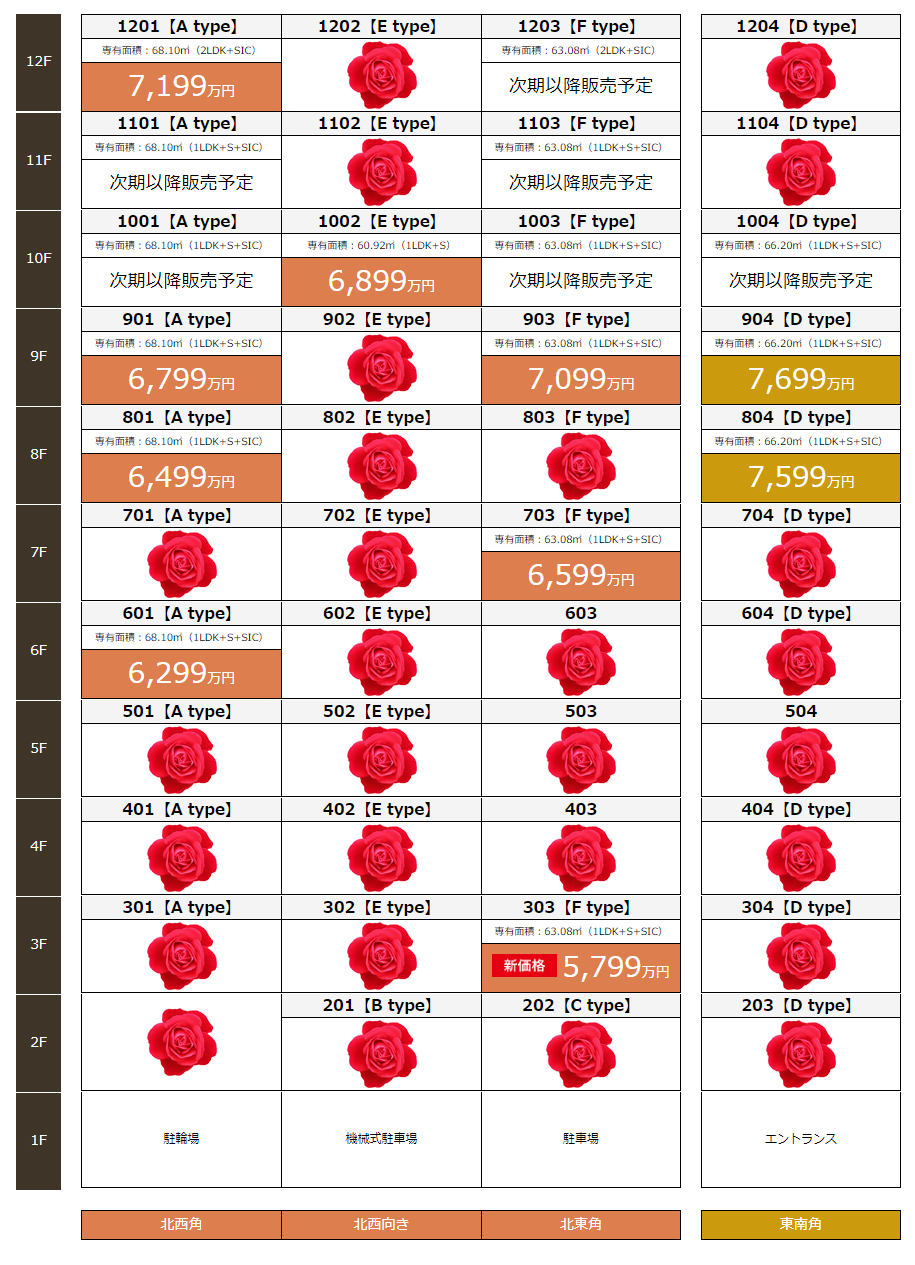 12F
1201【A type】
専有面積：68.10㎡（2LDK+SIC）
7,199万円
1202【E type】
1203【F type】
専有面積：63.08㎡（2LDK+SIC）
次期以降販売予定
1204【D type】
11F
1101【A type】
専有面積：68.10㎡（1LDK+S+SIC）
次期以降販売予定
1102【E type】
1103【F type】
専有面積：63.08㎡（1LDK+S+SIC）
次期以降販売予定
1104【D type】
10F
1001【A type】
専有面積：68.10㎡（1LDK+S+SIC）
次期以降販売予定
1002【E type】
専有面積：60.92㎡（1LDK+S）
6,899万円
1003【F type】
専有面積：63.08㎡（1LDK+S+SIC）
次期以降販売予定
1004【D type】
専有面積：66.20㎡（1LDK+S+SIC）
次期以降販売予定
9F
901【A type】
専有面積：68.10㎡（1LDK+S+SIC）
6,799万円
902【E type】
903【F type】
専有面積：63.08㎡（1LDK+S+SIC）
7,099万円
904【D type】
専有面積：66.20㎡（1LDK+S+SIC）
7,699万円
8F
801【A type】
専有面積：68.10㎡（1LDK+S+SIC）
6,499万円
802【E type】
803【F type】
804【D type】
専有面積：66.20㎡（1LDK+S+SIC）
7,599万円
7F
701【A type】
702【E type】
703【F type】
専有面積：63.08㎡（1LDK+S+SIC）
6,599万円
704【D type】
6F
601【A type】
専有面積：68.10㎡（1LDK+S+SIC）
6,299万円
602【E type】
603
604【D type】
5F
501【A type】
502【E type】
503
504
4F
401【A type】
402【E type】
403
404【D type】
3F
301【A type】
302【E type】
303【F type】
専有面積：63.08㎡（1LDK+S+SIC）
新価格 5,799万円
304【D type】
2F
201【B type】
202【C type】
203【D type】
1F
駐輪場
機械式駐車場
駐車場
エントランス
北西角
北西向き
北東角
東南角